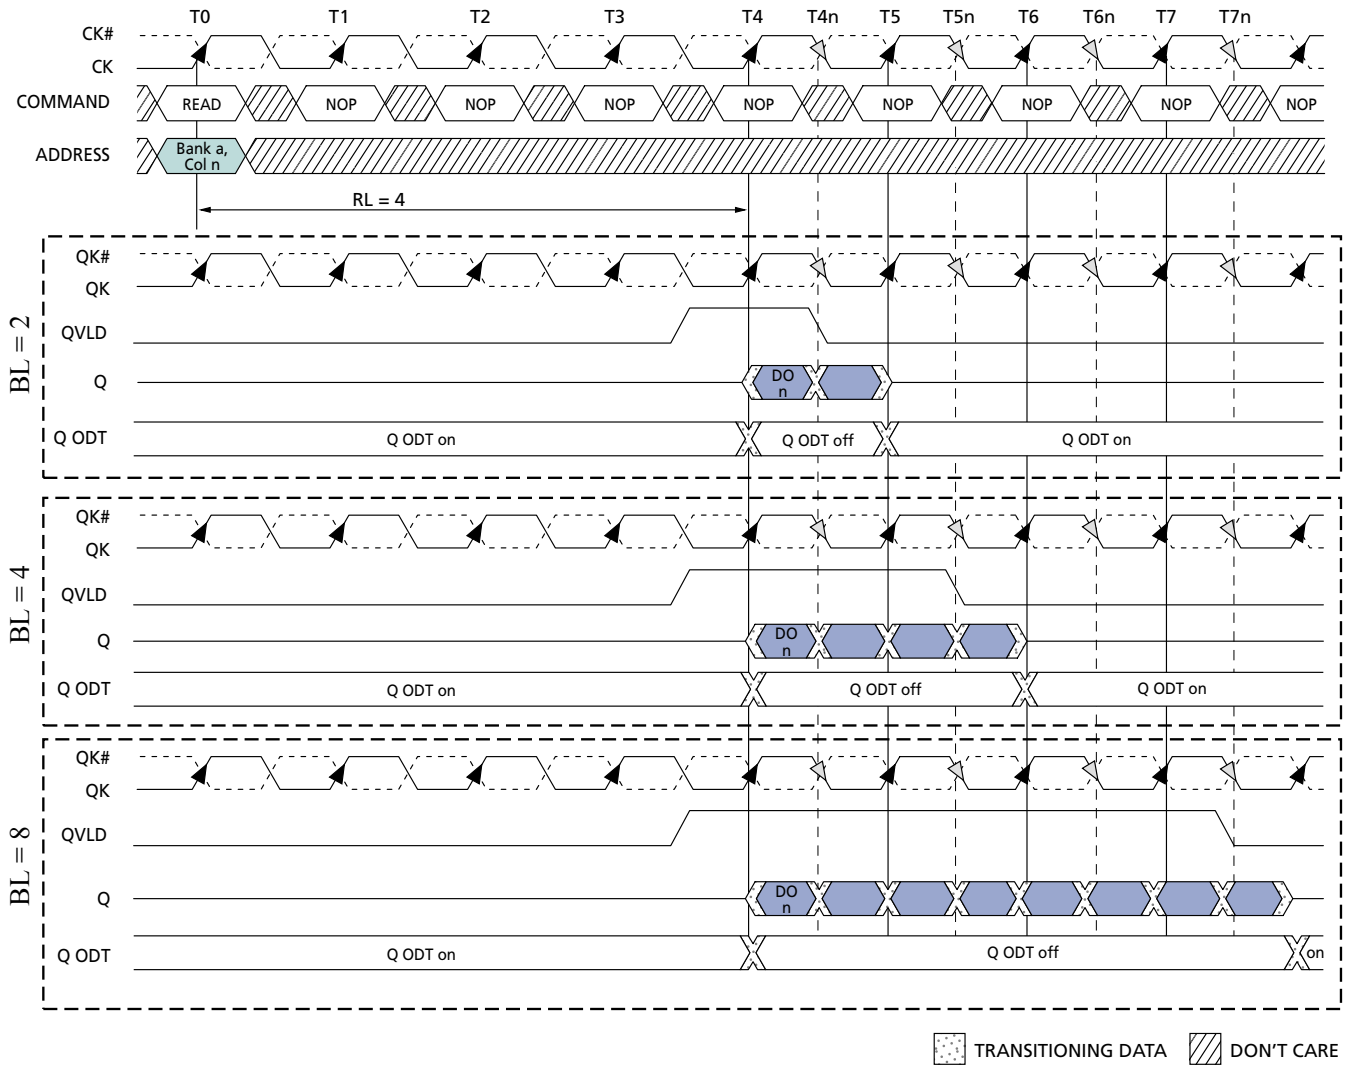 T0 T1 T2 T3 T4 T4n T5 T5n T6 T6n T7 T7n
CK#
CK
COMMAND READ NOP NOP NOP NOP NOP NOP NOP NOP
ADDRESS Bank a,
Col n
RL = 4
BL = 2
QK#
QK
QVLD
Q DO
n
Q ODT Q ODT on Q ODT off Q ODT on
BL = 4
QK#
QK
QVLD
Q DO
n
Q ODT Q ODT on Q ODT off Q ODT on
BL = 8
QK#
QK
QVLD
Q DO
n
Q ODT Q ODT on Q ODT off on
TRANSITIONING DATA DON'T CARE